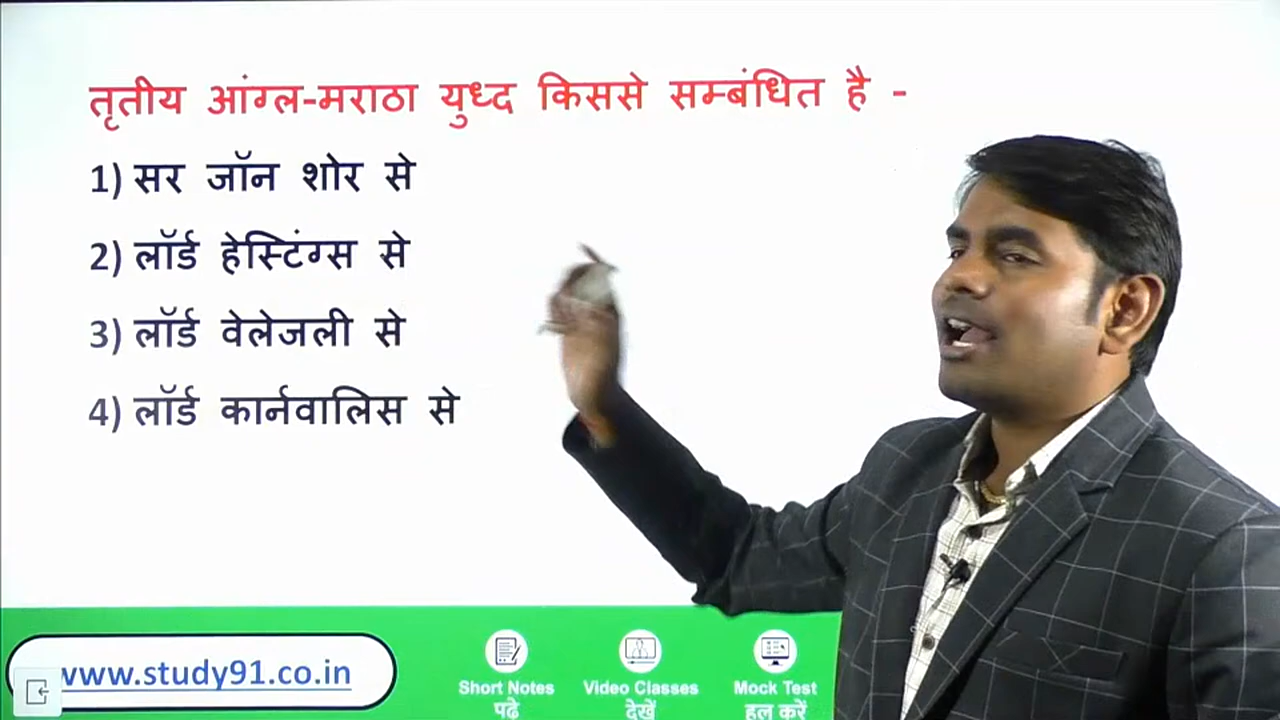 तृतीय आंग्ल-मराठा युध्द किससे सम्बंधित है -
1) सर जॉन शोर से
2) लॉर्ड हेस्टिंग्स से
3) लॉर्ड वेलेजली से
4) लॉर्ड कार्नवालिस से
www.study91.co.in
Short Notes
पढ़े
Video Classes
देखें
Mock Test
हल करें